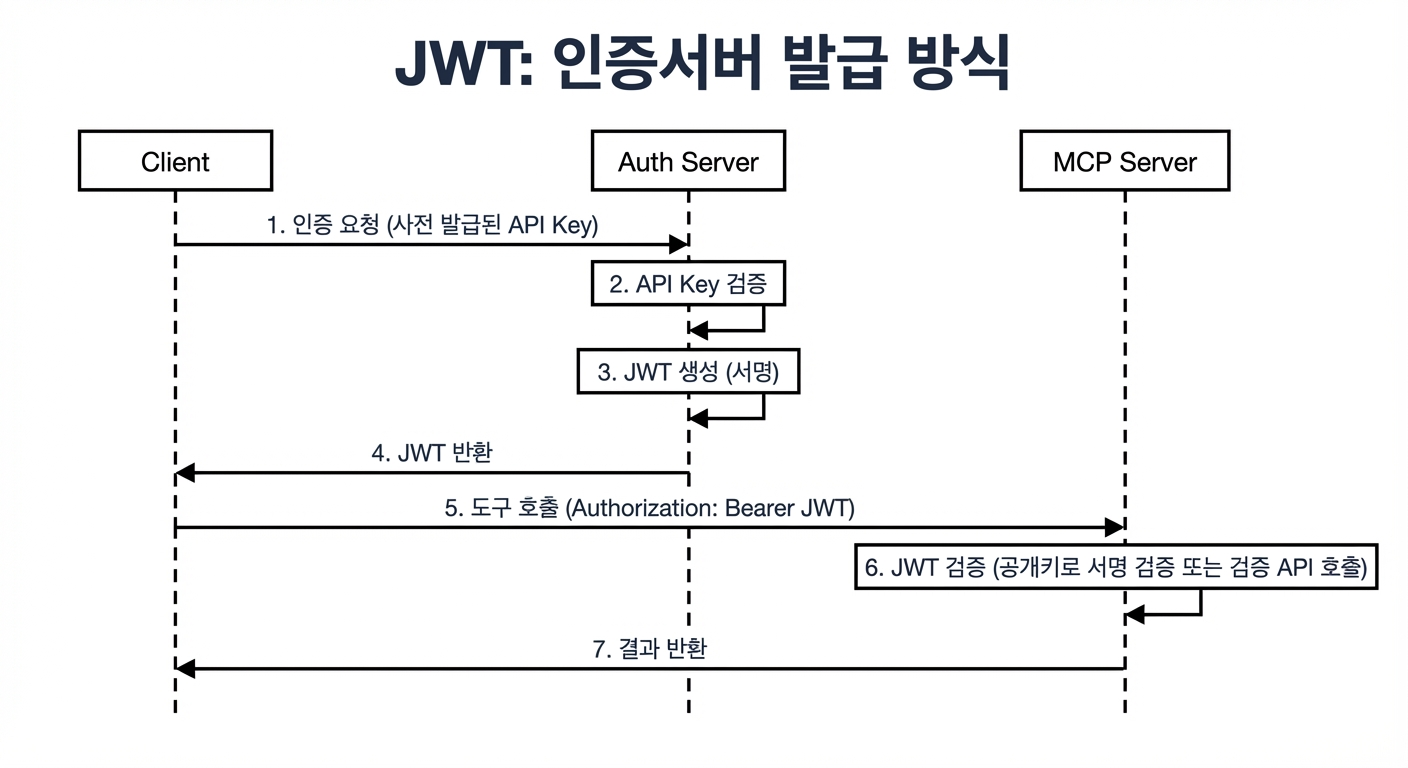 JWT: 인증서버 발급 방식
Client
Auth Server
MCP Server
1. 인증 요청 (사전 발급된 API Key)
2. API Key 검증
3. JWT 생성 (서명)
4. JWT 반환
5. 도구 호출 (Authorization: Bearer JWT)
6. JWT 검증 (공개키로 서명 검증 또는 검증 API 호출)
7. 결과 반환